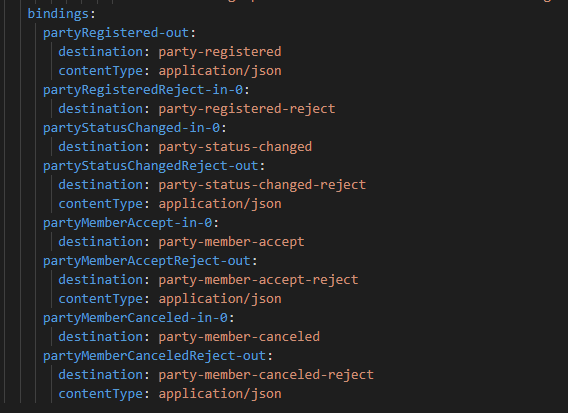 bindings:
partyRegistered-out:
destination: party-registered
contentType: application/json
partyRegisteredReject-in-0:
destination: party-registered-reject
partyStatusChanged-in-0:
destination: party-status-changed
partyStatusChangedReject-out:
destination: party-status-changed-reject
contentType: application/json
partyMemberAccept-in-0:
destination: party-member-accept
partyMemberAcceptReject-out:
destination: party-member-accept-reject
contentType: application/json
partyMemberCanceled-in-0:
destination: party-member-canceled
partyMemberCanceledReject-out:
destination: party-member-canceled-reject
contentType: application/json